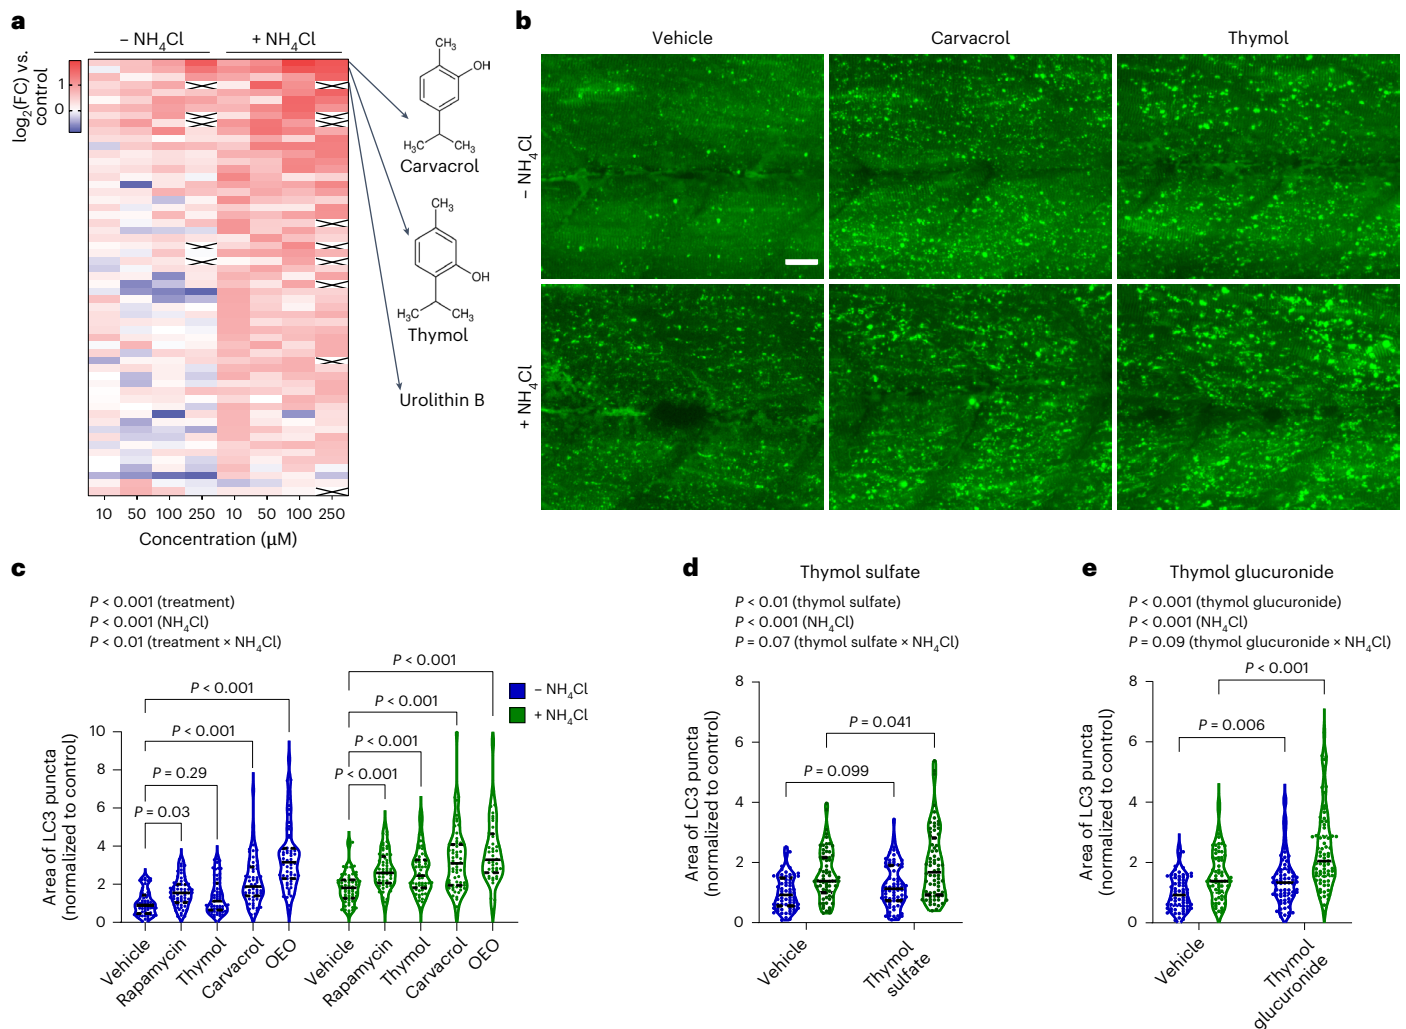 a
– NH4Cl
+ NH4Cl
log2(FC) vs.
control
1
0
CH3
OH
H3C
CH3
Carvacrol
CH3
OH
H3C
CH3
Thymol
Urolithin B
10 50 100 250 10 50 100 250
Concentration (µM)
b
Vehicle
Carvacrol
Thymol
– NH4Cl
+ NH4Cl
c
P < 0.001 (treatment)
P < 0.001 (NH4Cl)
P < 0.01 (treatment × NH4Cl)
P < 0.001
P < 0.001
P < 0.001
P < 0.001
P < 0.001
P < 0.001
P = 0.29
P = 0.03
– NH4Cl
+ NH4Cl
Area of LC3 puncta
(normalized to control)
10
8
6
4
2
0
Vehicle
Rapamycin
Thymol
Carvacrol
OEO
Vehicle
Rapamycin
Thymol
Carvacrol
OEO
d
Thymol sulfate
P < 0.01 (thymol sulfate)
P < 0.001 (NH4Cl)
P = 0.07 (thymol sulfate × NH4Cl)
P = 0.041
P = 0.099
Area of LC3 puncta
(normalized to control)
8
6
4
2
0
Vehicle
Thymol
sulfate
e
Thymol glucuronide
P < 0.001 (thymol glucuronide)
P < 0.001 (NH4Cl)
P = 0.09 (thymol glucuronide × NH4Cl)
P < 0.001
P = 0.006
Area of LC3 puncta
(normalized to control)
8
6
4
2
0
Vehicle
Thymol
glucuronide